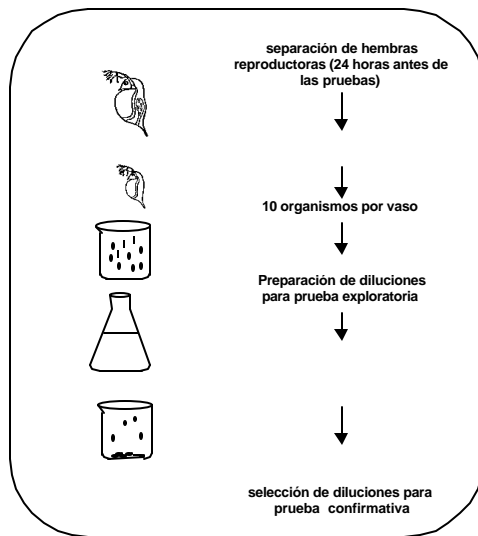 separación de hembras
reproductoras (24 horas antes de
las pruebas)
10 organismos por vaso
Preparación de diluciones
para prueba exploratoria
selección de diluciones para
prueba confirmativa